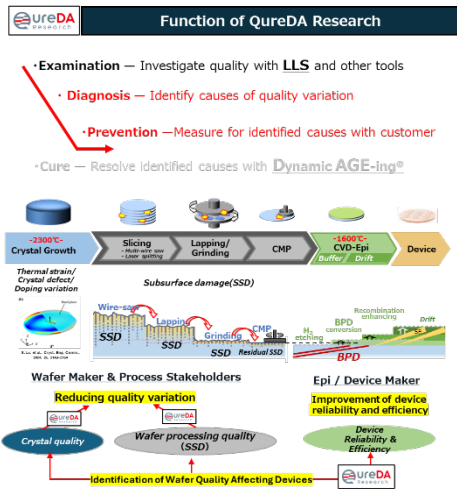 QureDA
Research
Function of QureDA Research
・Examination — Investigate quality with LLS and other tools
・Diagnosis — Identify causes of quality variation
・Prevention —Measure for identified causes with customer
・Cure — Resolve identified causes with Dynamic AGE-ing®
~2300℃~
Crystal Growth
Slicing
- Multi-wire saw
- Laser splitting
Lapping/
Grinding
CMP
~1600℃~
CVD-Epi
Buffer
Drift
Device
Thermal strain/
Crystal defect/
Doping variation
Subsurface damage(SSD)
Wire-saw
SSD
Lapping
SSD
Grinding
SSD
CMP
Residual SSD
H₂
etching
BPD
conversion
BPD
Recombination
enhancing
Drift
Wafer Maker & Process Stakeholders
Epi / Device Maker
Reducing quality variation
Improvement of device
reliability and efficiency
QureDA
Research
QureDA
Research
Crystal quality
Wafer processing quality
(SSD)
Device
Reliability &
Efficiency
Identification of Wafer Quality Affecting Devices
QureDA
Research